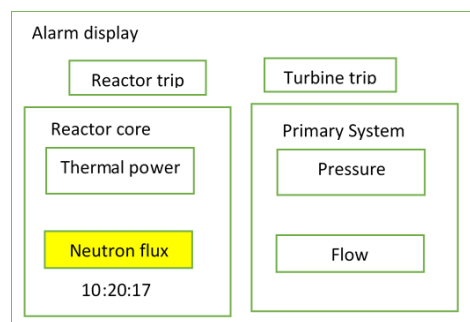 Alarm display
Reactor trip
Turbine trip
Reactor core
Thermal power
Neutron flux
10:20:17
Primary System
Pressure
Flow